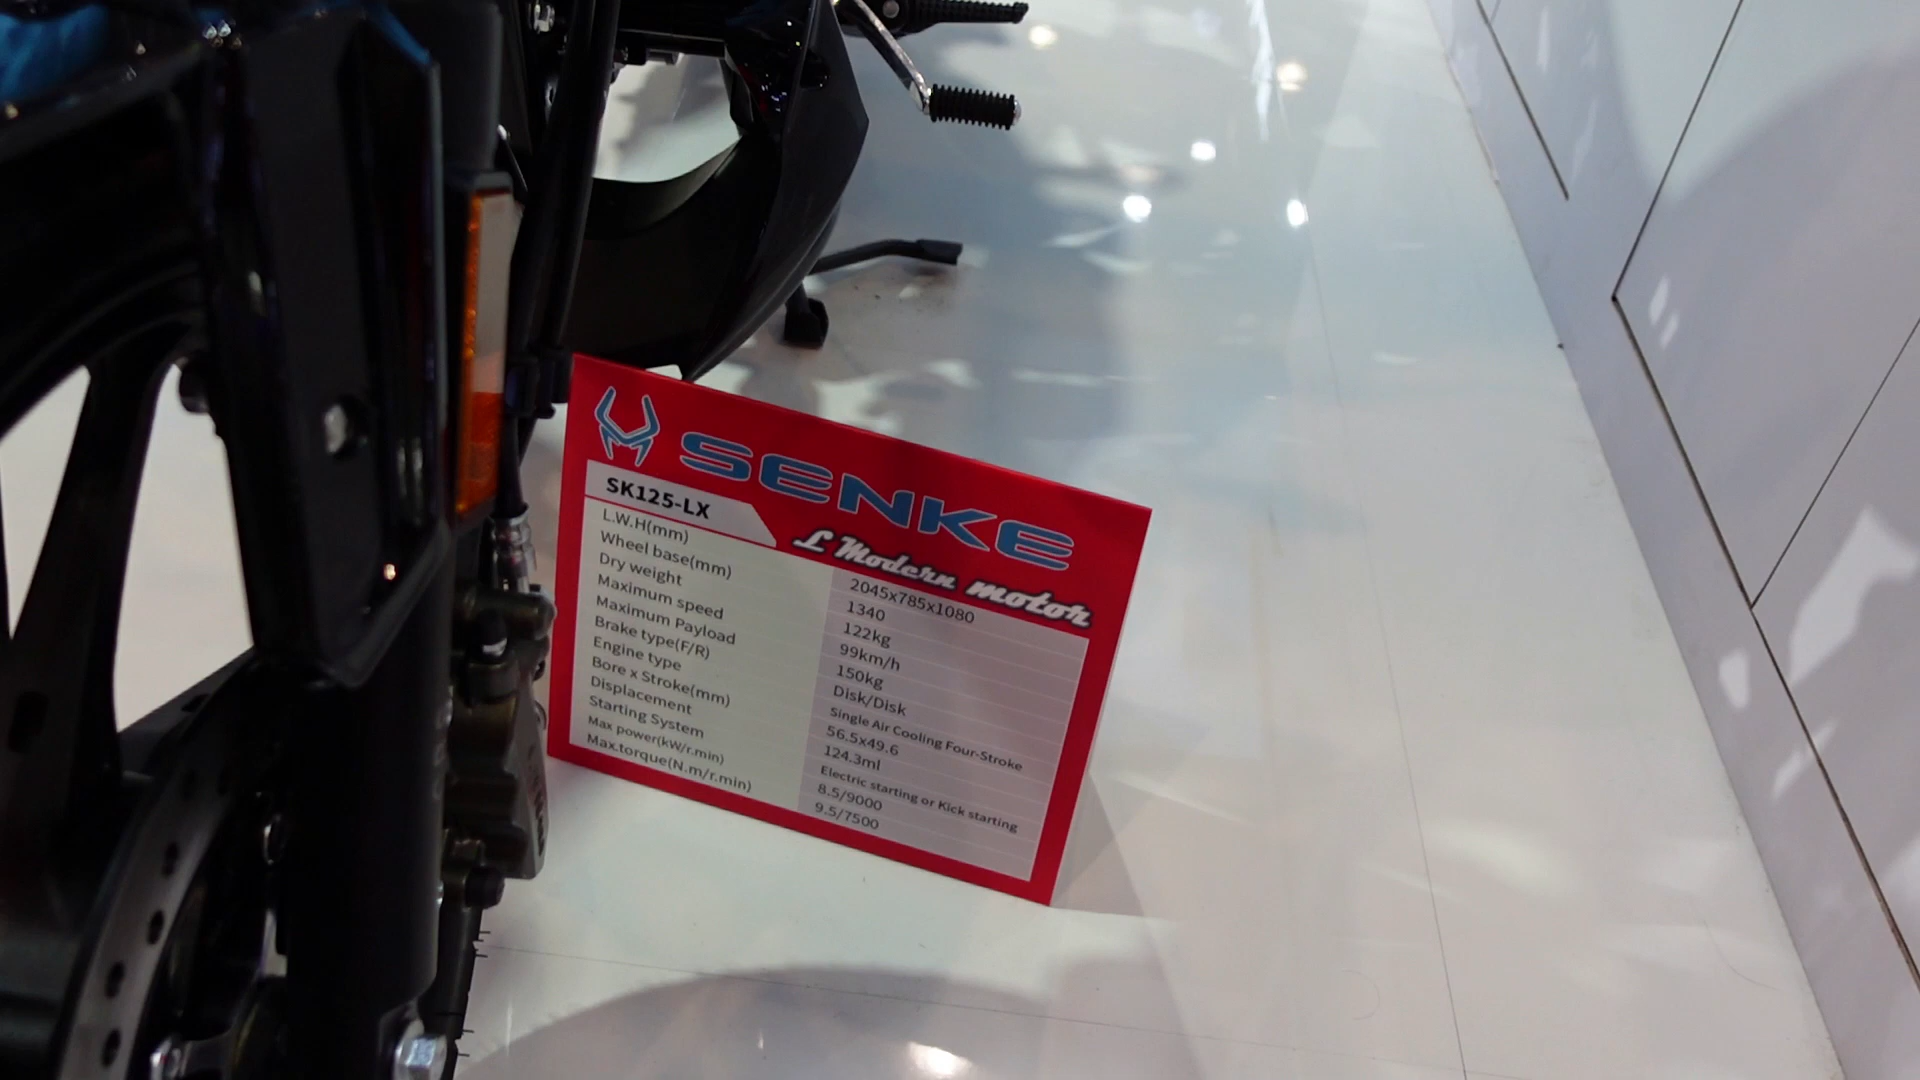 SENKE
SK125-LX
L Modern motor
L.W.H(mm) 2045x785x1080
Wheel base(mm) 1340
Dry weight 122kg
Maximum speed 99km/h
Maximum Payload 150kg
Brake type(F/R) Disk/Disk
Engine type Single Air Cooling Four-Stroke
Bore x Stroke(mm) 56.5x49.6
Displacement 124.3ml
Starting System Electric starting or Kick starting
Max power(kW/r.min) 8.5/9000
Max.torque(N.m/r.min) 9.5/7500